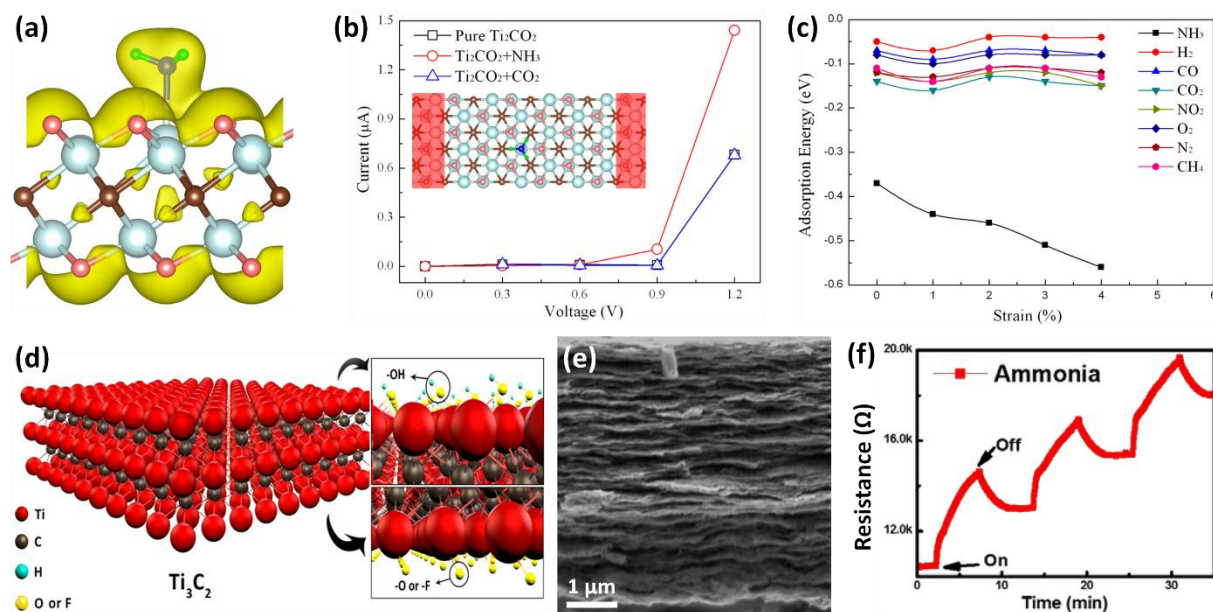 (a)
(b)
Pure Ti₂CO₂
Ti₂CO₂+NH₃
Ti₂CO₂+CO₂
Current (μA)
1.5
1.2
0.9
0.6
0.3
0.0
0.0 0.3 0.6 0.9 1.2
Voltage (V)
(c)
Adsorption Energy (eV)
0.0
-0.1
-0.2
-0.3
-0.4
-0.5
-0.6
0 1 2 3 4 5 6
Strain (%)
NH₃
H₂
CO
CO₂
NO₂
O₂
N₂
CH₄
(d)
Ti
C
H
O or F
Ti₃C₂
-OH
-O or -F
(e)
1 μm
(f)
Resistance (Ω)
20.0k
16.0k
12.0k
Ammonia
Off
On
0 10 20 30
Time (min)